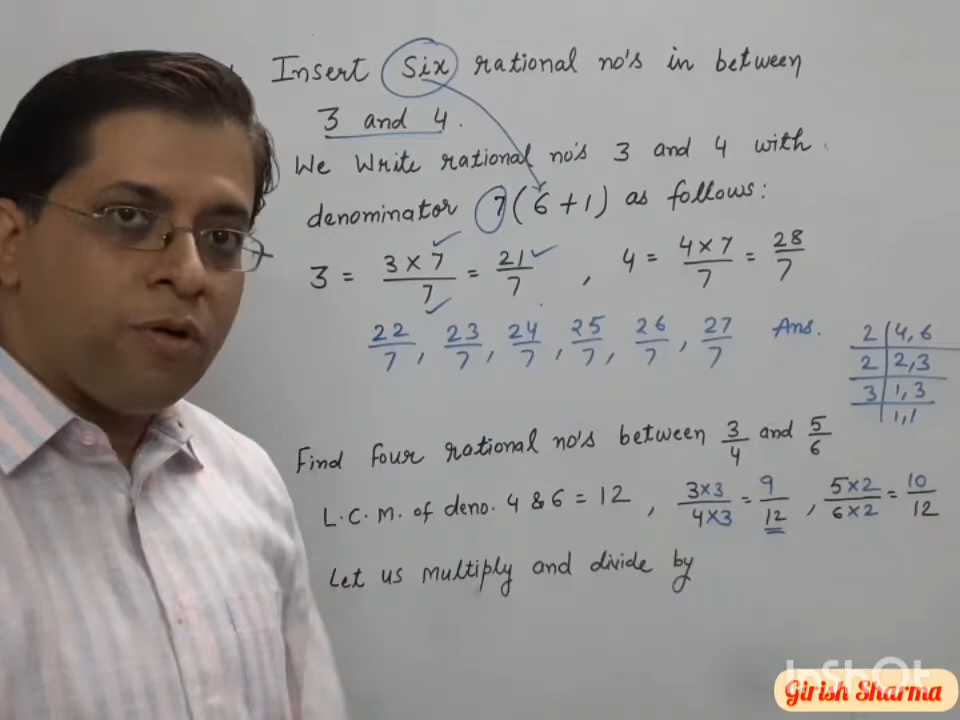 Insert Six rational no's in between
3 and 4.
We Write rational no's 3 and 4 with
denominator 7(6+1) as follows:
3 = 3×7/7 = 21/7 , 4 = 4×7/7 = 28/7
22/7, 23/7, 24/7, 25/7, 26/7, 27/7 Ans.
2 | 4, 6
2 | 2, 3
3 | 1, 3
| 1, 1
Find four rational no's between 3/4 and 5/6
L.C.M. of deno. 4 & 6 = 12 , 3×3/4×3 = 9/12 , 5×2/6×2 = 10/12
Let us multiply and divide by
InShOt
Girish Sharma